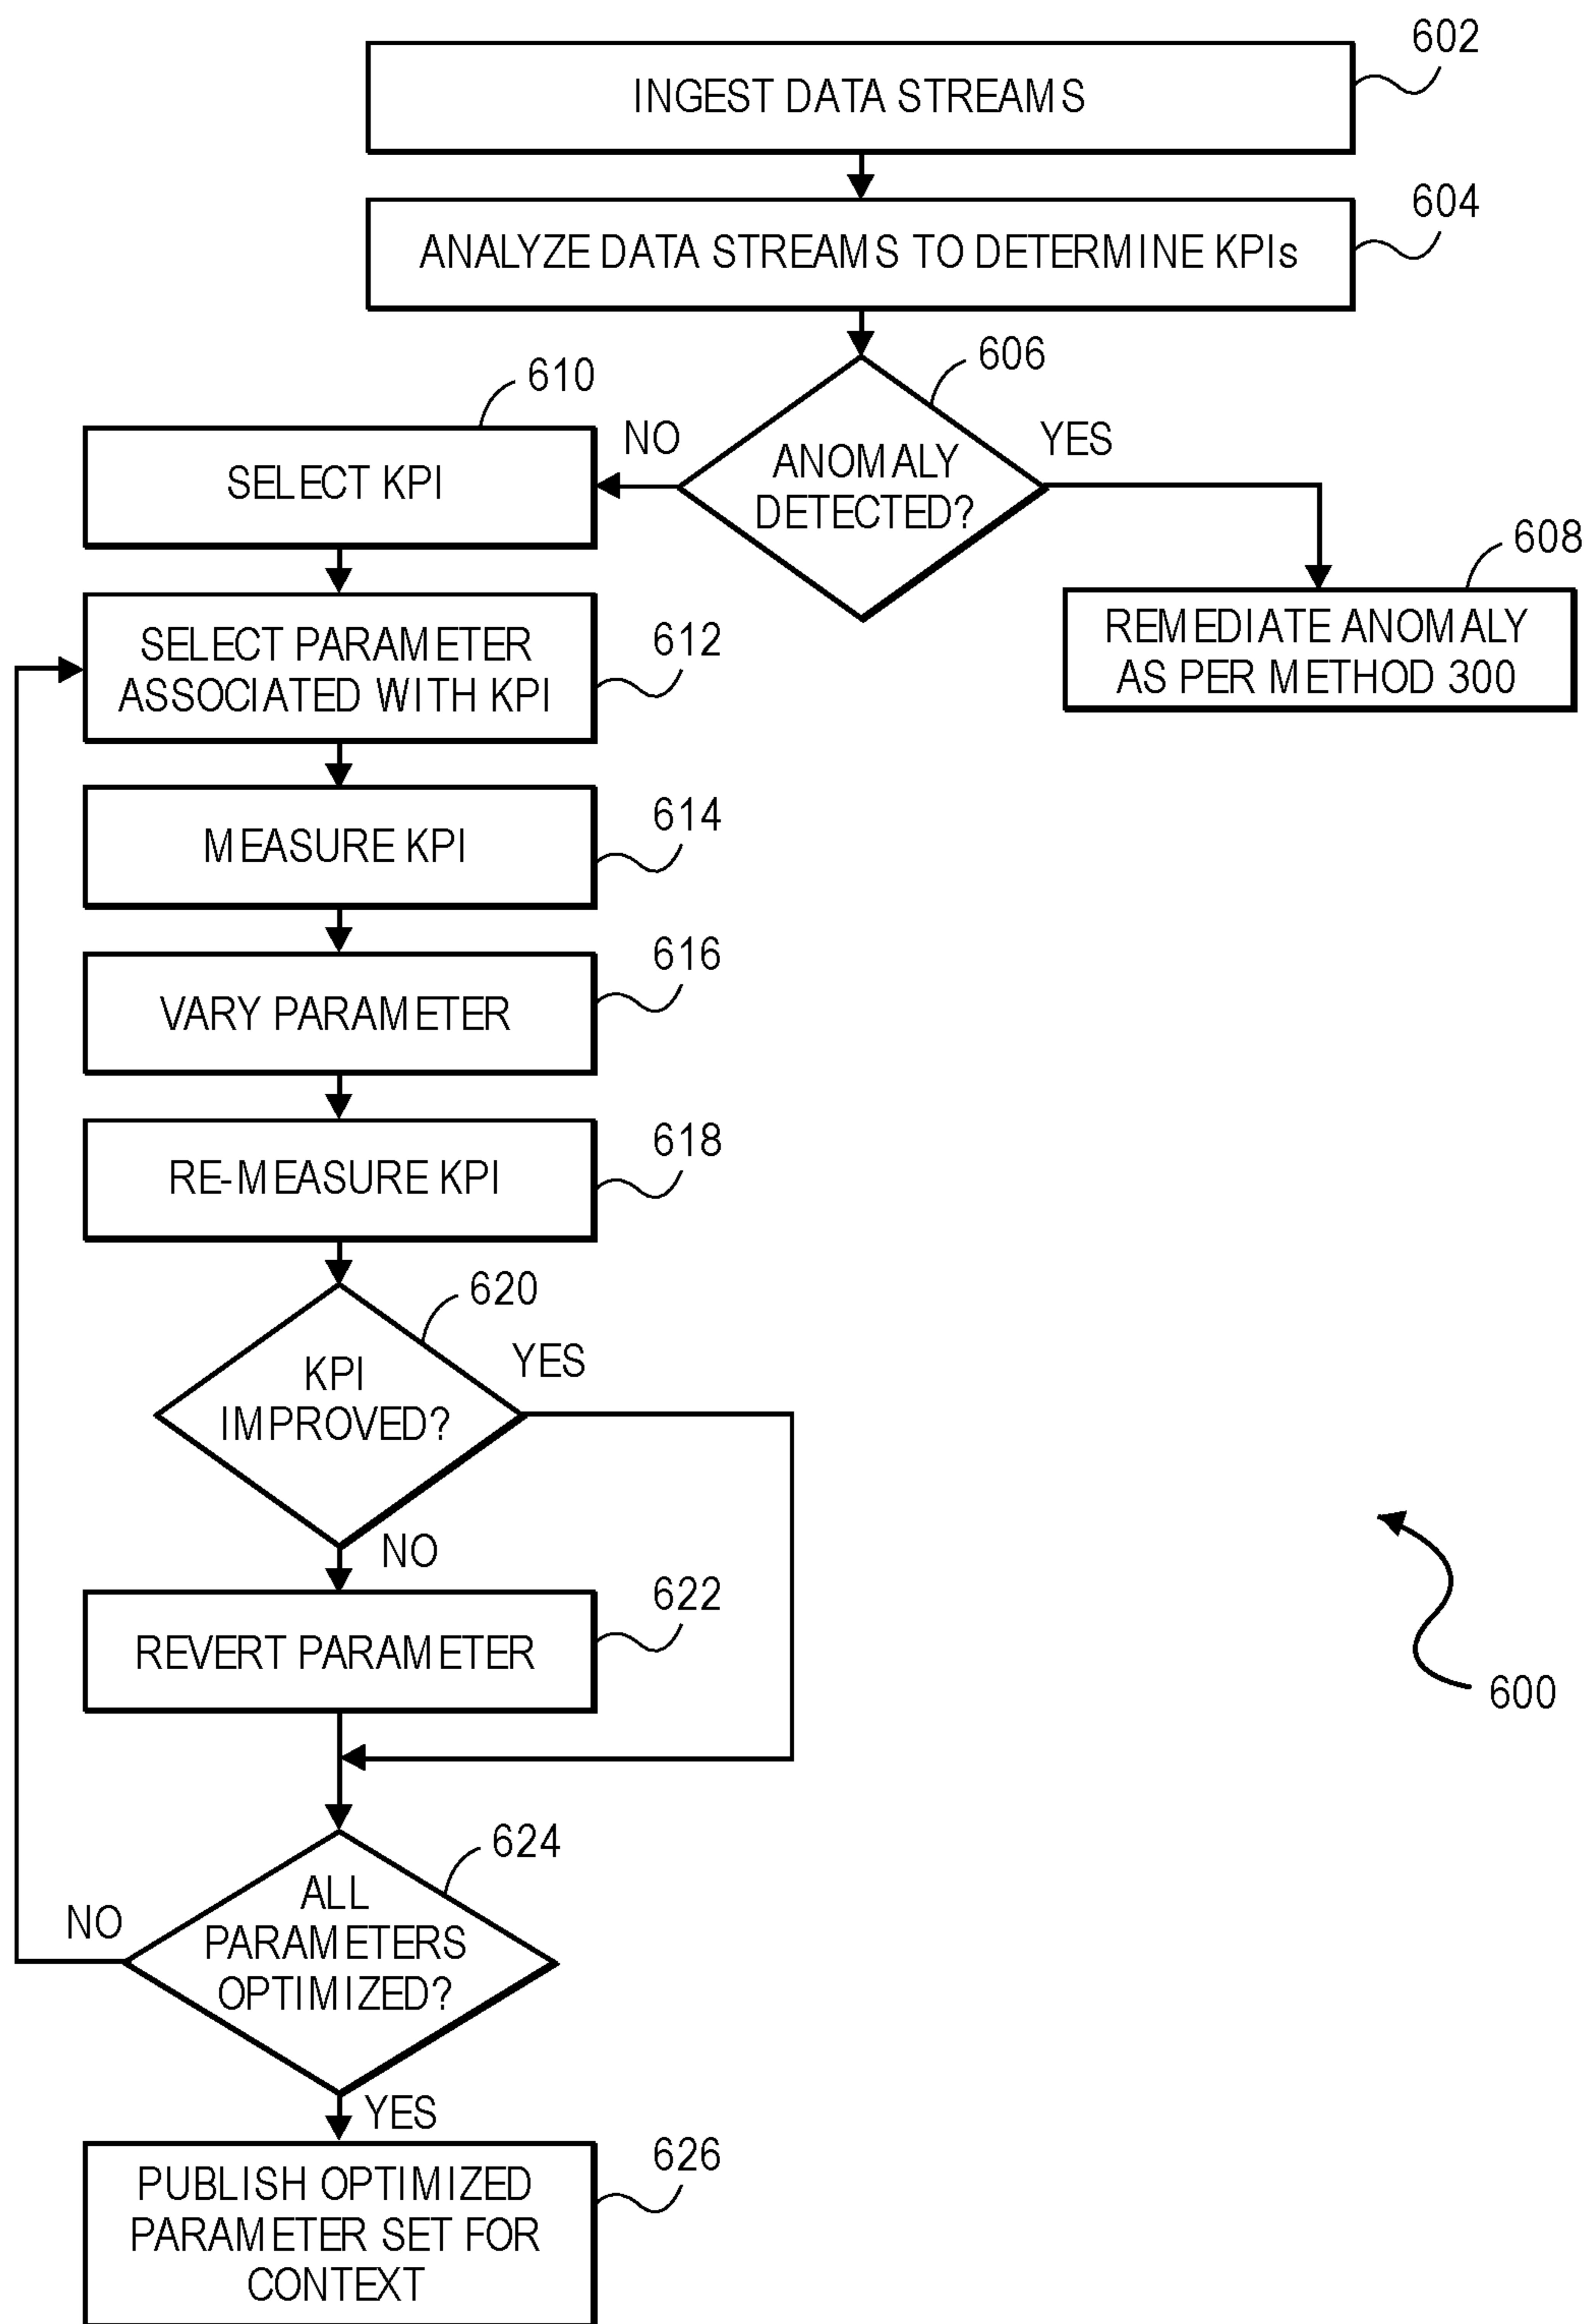 602
INGEST DATA STREAMS
604
ANALYZE DATA STREAMS TO DETERMINE KPIs
606
610
NO
YES
ANOMALY
DETECTED?
SELECT KPI
608
REMEDIATE ANOMALY
AS PER METHOD 300
SELECT PARAMETER
ASSOCIATED WITH KPI
612
MEASURE KPI
614
VARY PARAMETER
616
RE-MEASURE KPI
618
620
KPI
IMPROVED?
YES
NO
REVERT PARAMETER
622
600
624
ALL
PARAMETERS
OPTIMIZED?
NO
YES
PUBLISH OPTIMIZED
PARAMETER SET FOR
CONTEXT
626